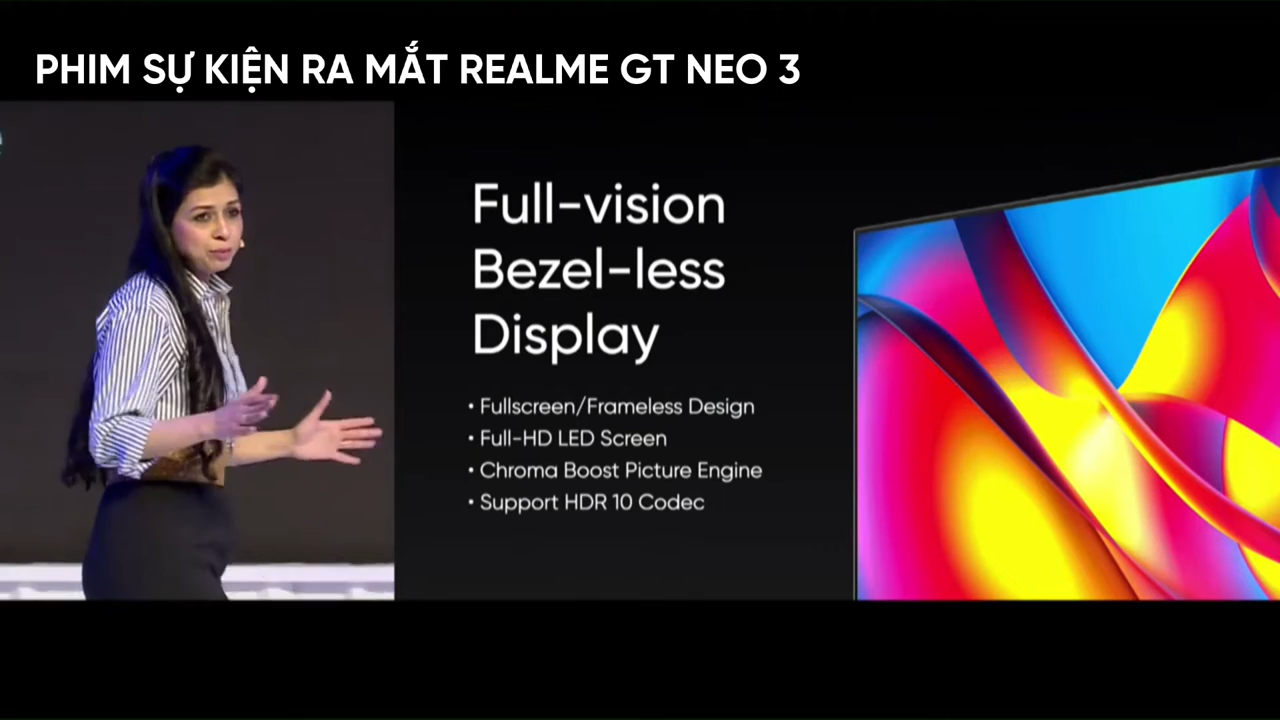 PHIM SỰ KIỆN RA MẮT REALME GT NEO 3
Full-vision
Bezel-less
Display
• Fullscreen/Frameless Design
• Full-HD LED Screen
• Chroma Boost Picture Engine
• Support HDR 10 Codec